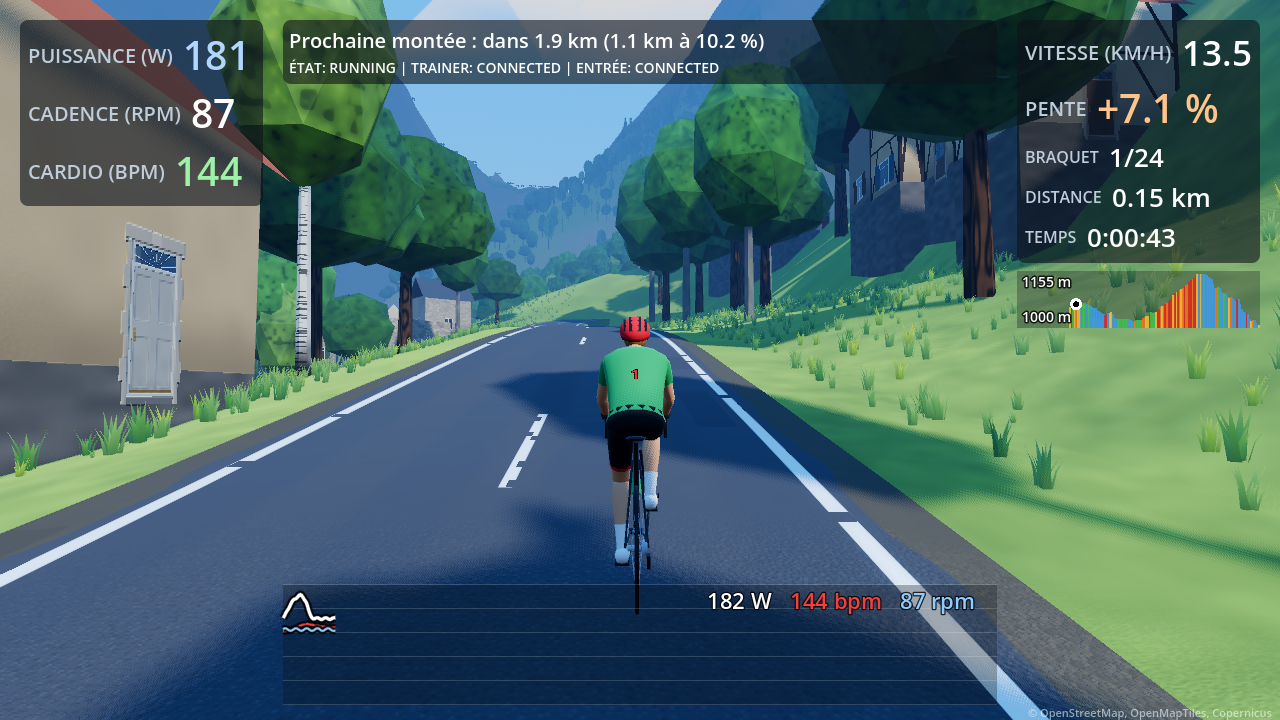 PUISSANCE (W) 181
CADENCE (RPM) 87
CARDIO (BPM) 144
Prochaine montée : dans 1.9 km (1.1 km à 10.2 %)
ÉTAT: RUNNING | TRAINER: CONNECTED | ENTRÉE: CONNECTED
VITESSE (KM/H) 13.5
PENTE +7.1 %
BRAQUET 1/24
DISTANCE 0.15 km
TEMPS 0:00:43
1155 m
1000 m
1
182 W 144 bpm 87 rpm
© OpenStreetMap, OpenMapTiles, Copernicus